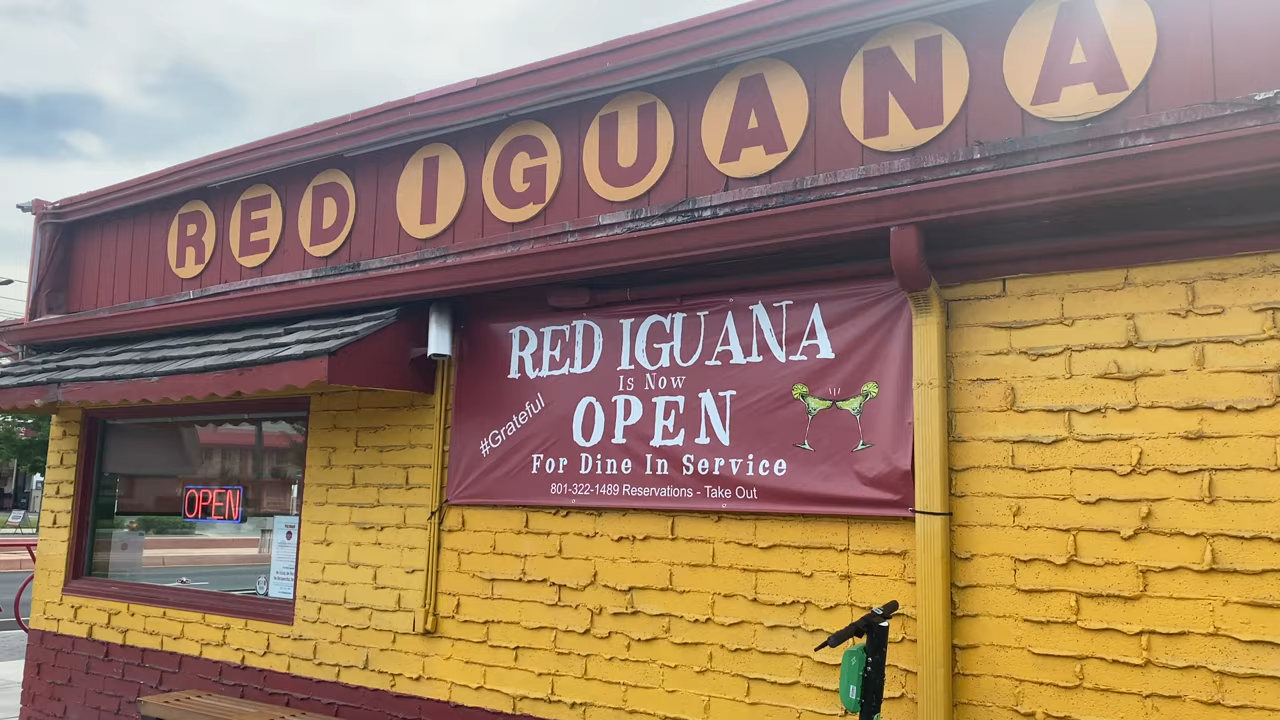 RED IGUANA
RED IGUANA
Is Now
OPEN
#Grateful
For Dine In Service
801-322-1489 Reservations - Take Out
OPEN